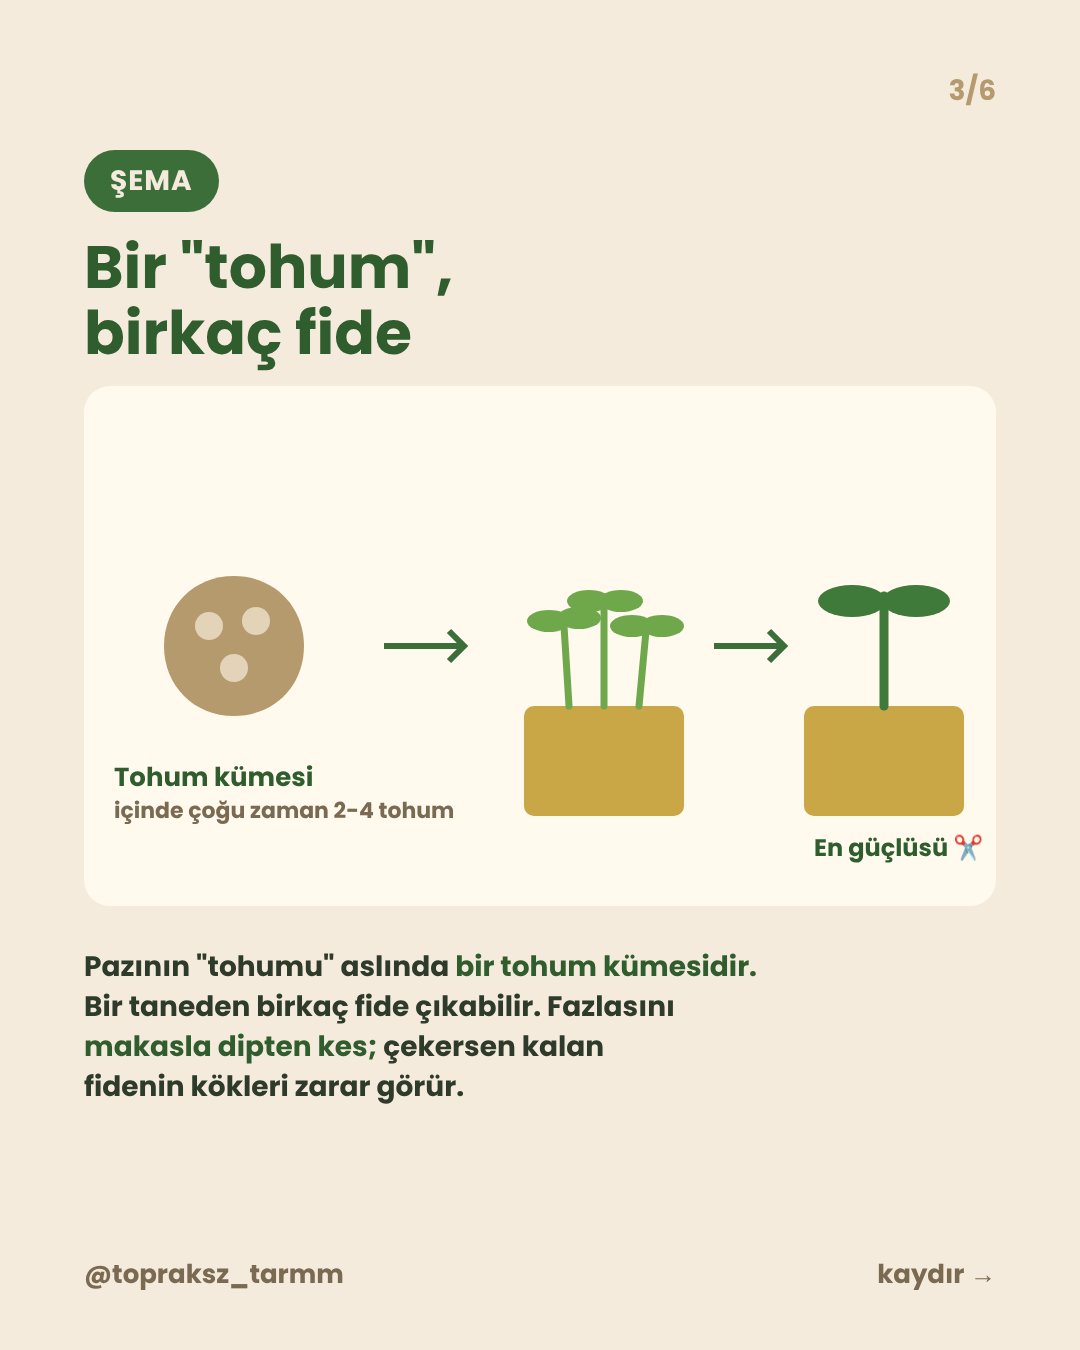 3/6
ŞEMA
Bir "tohum",
birkaç fide
Tohum kümesi
içinde çoğu zaman 2-4 tohum
En güçlüsü ✂️
Pazının "tohumu" aslında bir tohum kümesidir.
Bir taneden birkaç fide çıkabilir. Fazlasını
makasla dipten kes; çekersen kalan
fidenin kökleri zarar görür.
@topraksz_tarmm
kaydır →